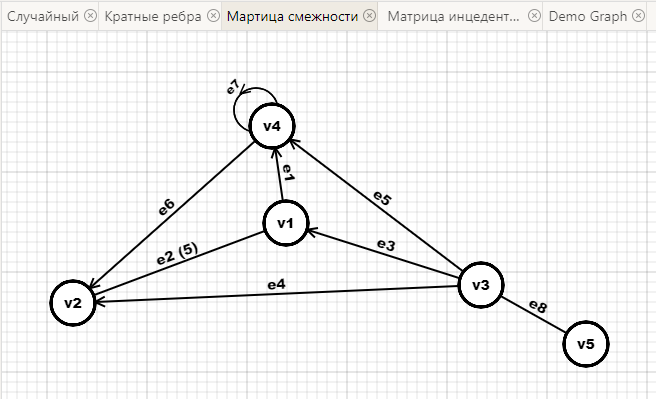 Случайный Кратные ребра Мартица смежности Матрица инцедент... Demo Graph
e7
v4
e1
e5
e6
v1
e2 (5)
e3
e4
v3
v2
e8
v5